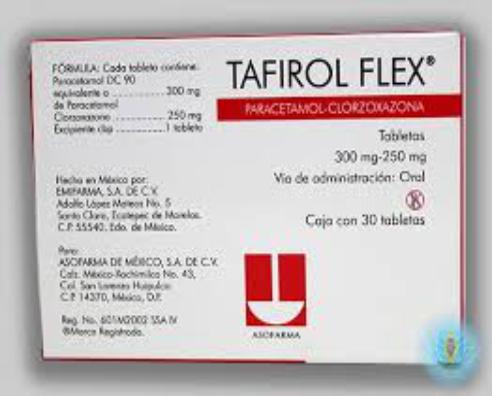 FÓRMULA: Cada tableta contiene:
Paracetamol DC 90
equivalente a .................. 300 mg
de Paracetamol
Clorzoxazona .................. 250 mg
Excipiente cbp ............... 1 tableta
Hecho en México por:
EMIFARMA, S.A. DE C.V.
Adolfo López Mateos No. 5
Santa Clara, Ecatepec de Morelos.
C.P. 55540. Edo. de México.
Para:
ASOFARMA DE MÉXICO, S.A. DE C.V.
Calz. México-Xochimilco No. 43,
Col. San Lorenzo Huipulco
C.P. 14370, México, D.F.
Reg. No. 601M2002 SSA IV
®Marca Registrada.
TAFIROL FLEX®
PARACETAMOL-CLORZOXAZONA
Tabletas
300 mg-250 mg
Vía de administración: Oral
Caja con 30 tabletas
ASOFARMA